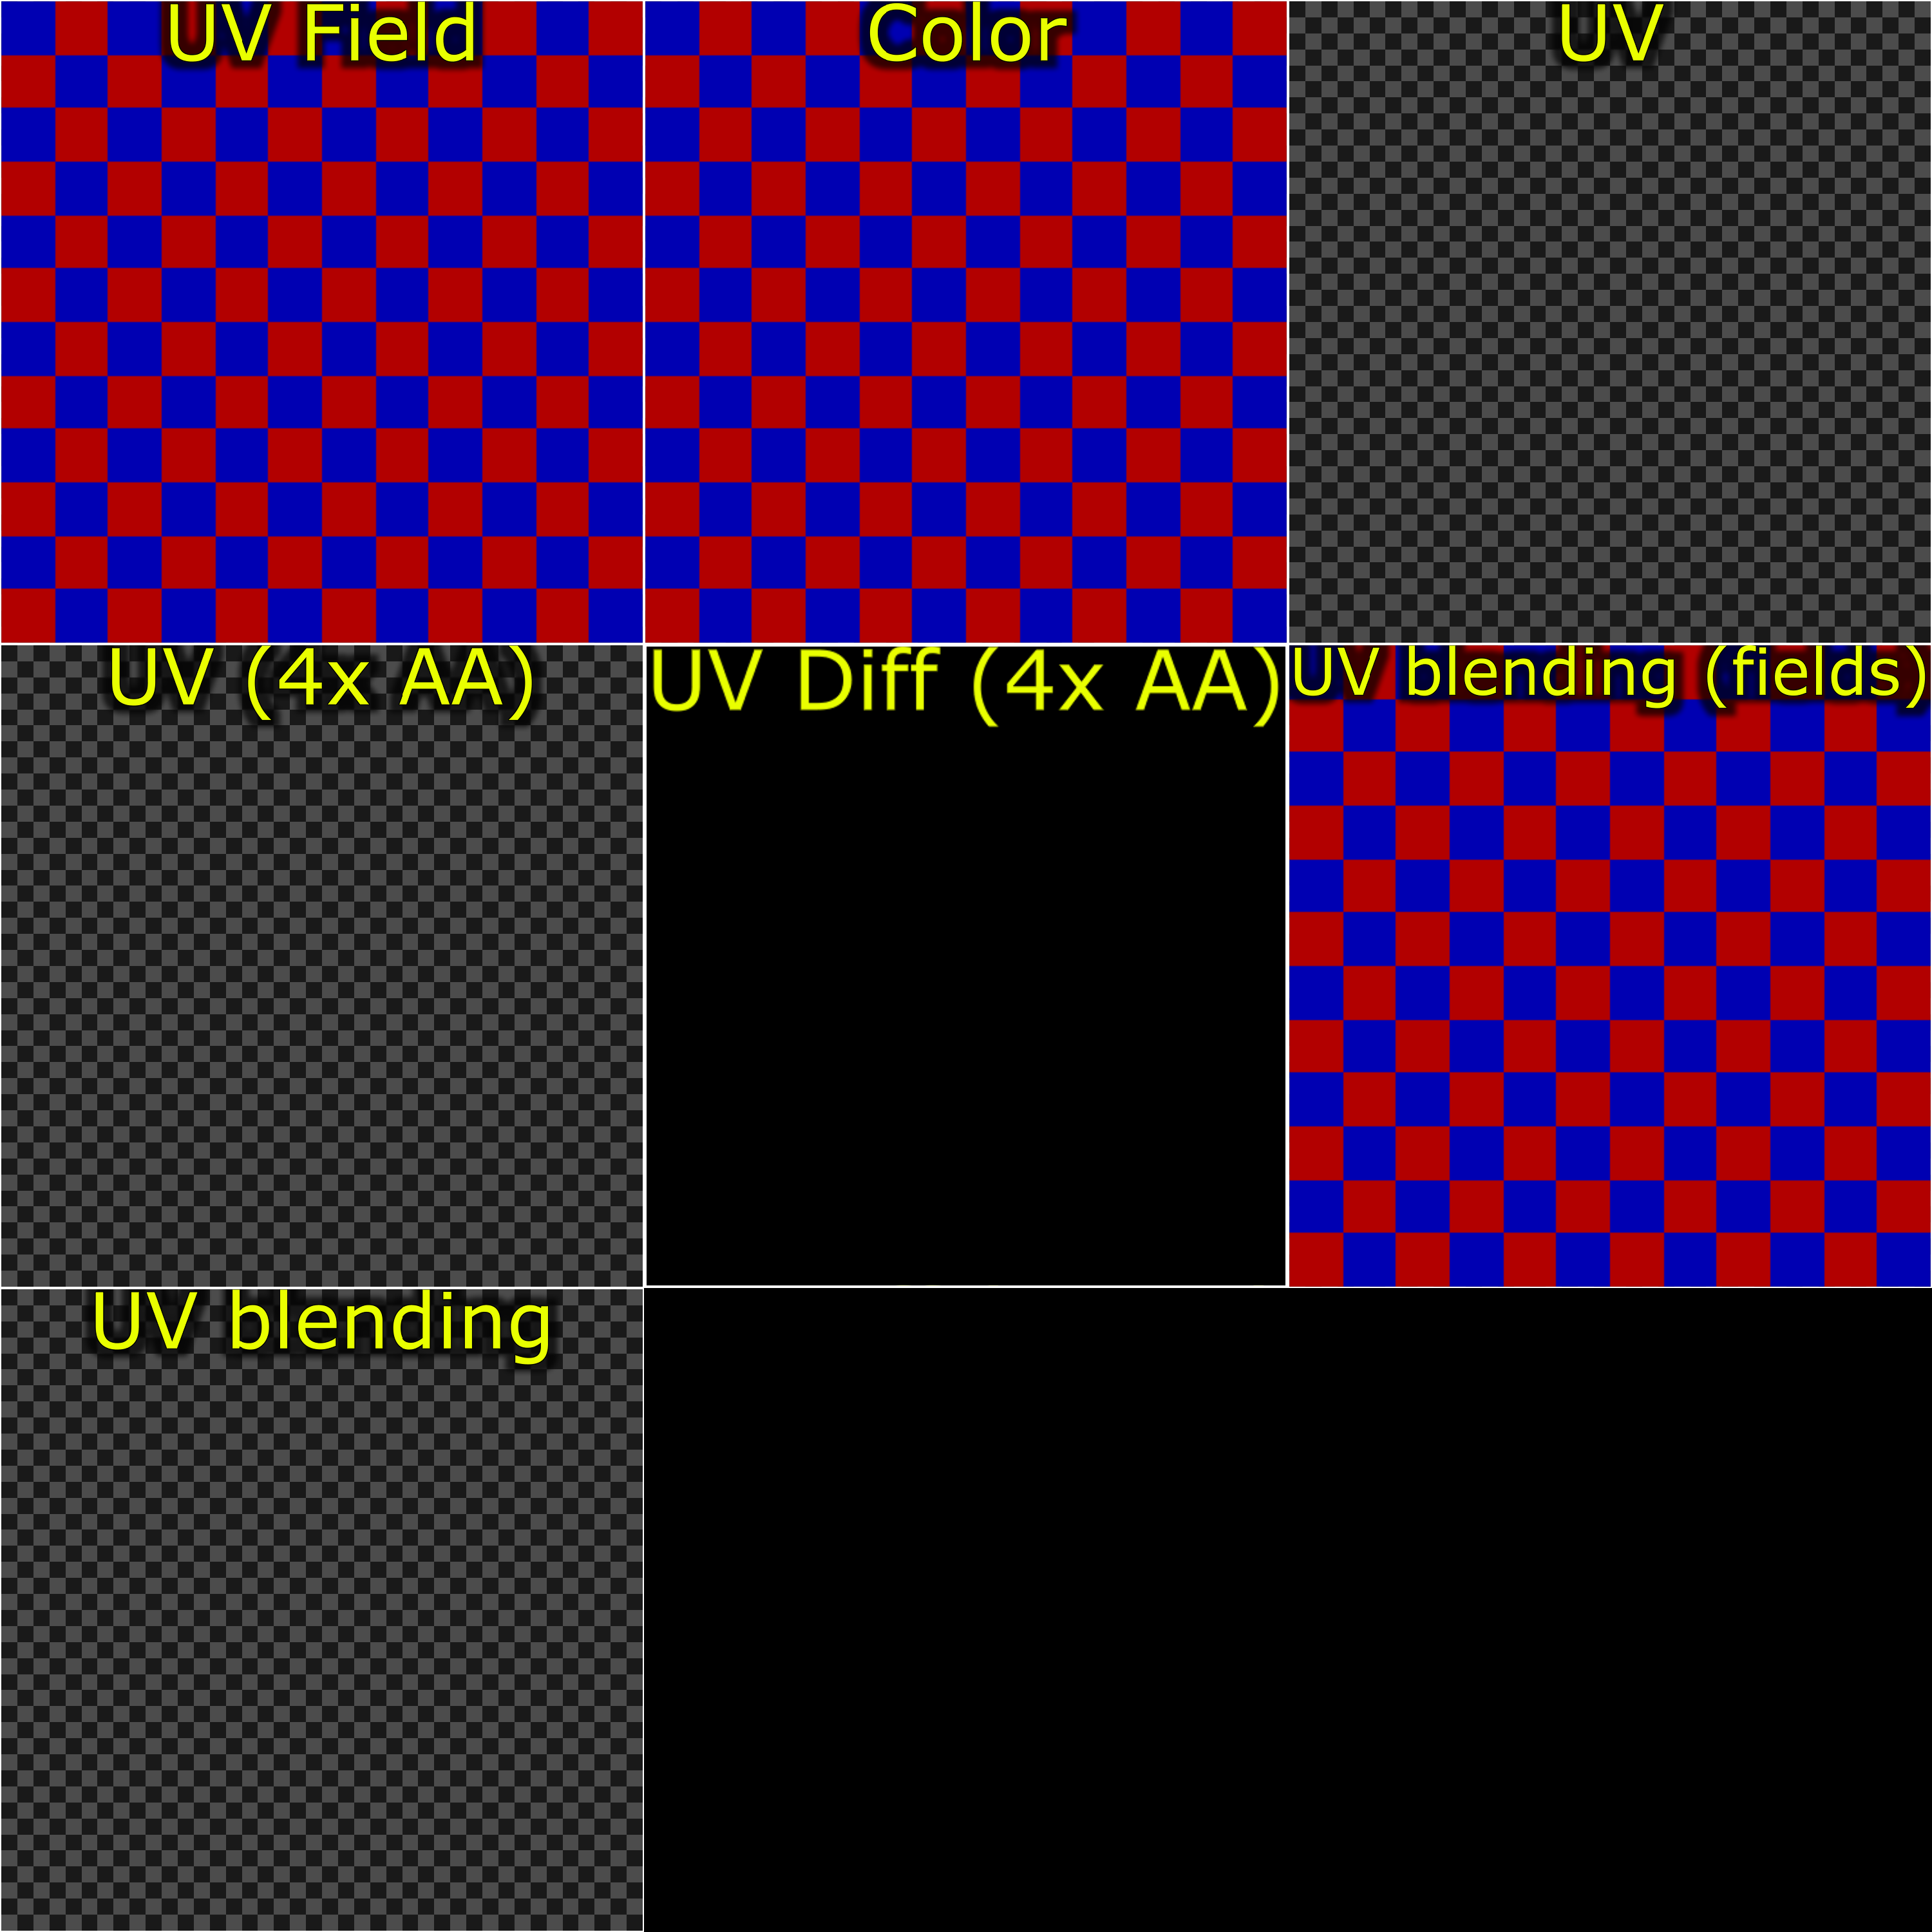 UV Field
Color
UV
UV (4x AA)
UV Diff (4x AA)
UV blending (fields)
UV blending